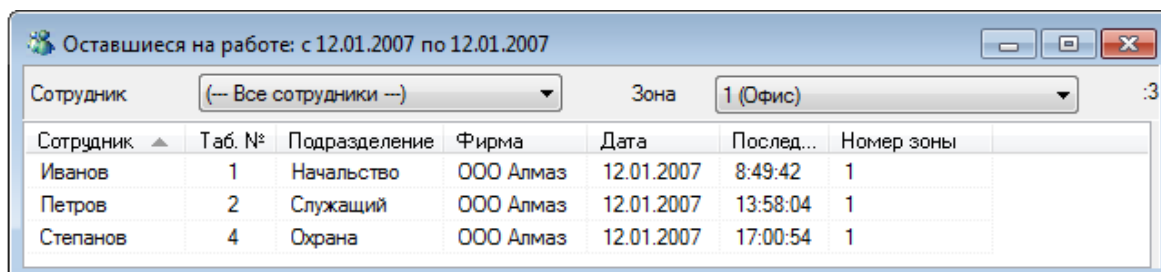 Оставшиеся на работе: с 12.01.2007 по 12.01.2007
Сотрудник (--- Все сотрудники ---) Зона 1 (Офис) :3
Сотрудник Таб. № Подразделение Фирма Дата Послед... Номер зоны
Иванов 1 Начальство ООО Алмаз 12.01.2007 8:49:42 1
Петров 2 Служащий ООО Алмаз 12.01.2007 13:58:04 1
Степанов 4 Охрана ООО Алмаз 12.01.2007 17:00:54 1